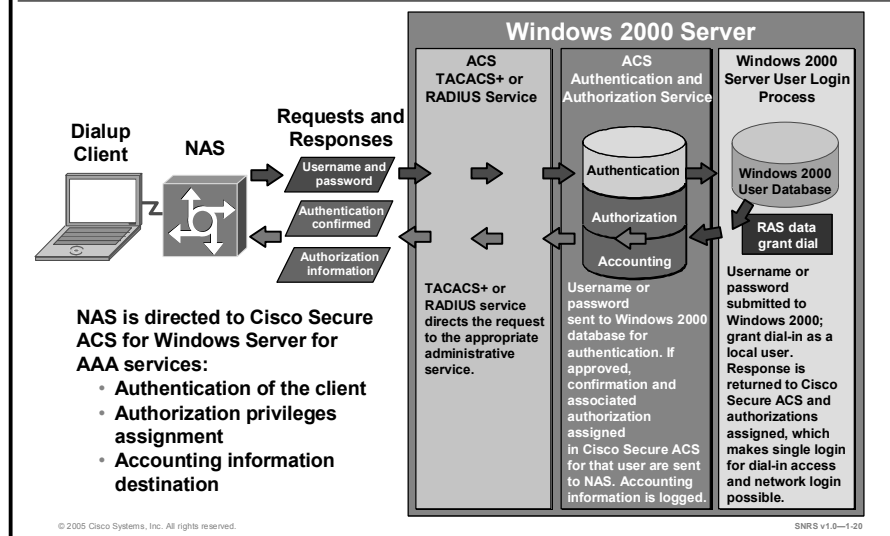 Windows 2000 Server
ACS
TACACS+ or
RADIUS Service
ACS
Authentication and
Authorization Service
Windows 2000
Server User Login
Process
Dialup
Client
NAS
Requests and
Responses
Username and
password
Authentication
confirmed
Authorization
information
Authentication
Authorization
Accounting
Windows 2000
User Database
RAS data
grant dial
TACACS+ or
RADIUS service
directs the request
to the appropriate
administrative
service.
Username or
password
sent to Windows 2000
database for
authentication. If
approved,
confirmation and
associated
authorization
assigned
in Cisco Secure ACS
for that user are sent
to NAS. Accounting
information is logged.
Username or
password
submitted to
Windows 2000;
grant dial-in as a
local user.
Response is
returned to Cisco
Secure ACS and
authorizations
assigned, which
makes single login
for dial-in access
and network login
possible.
NAS is directed to Cisco Secure
ACS for Windows Server for
AAA services:
• Authentication of the client
• Authorization privileges
assignment
• Accounting information
destination
© 2005 Cisco Systems, Inc. All rights reserved.
SNRS v1.0—1-20